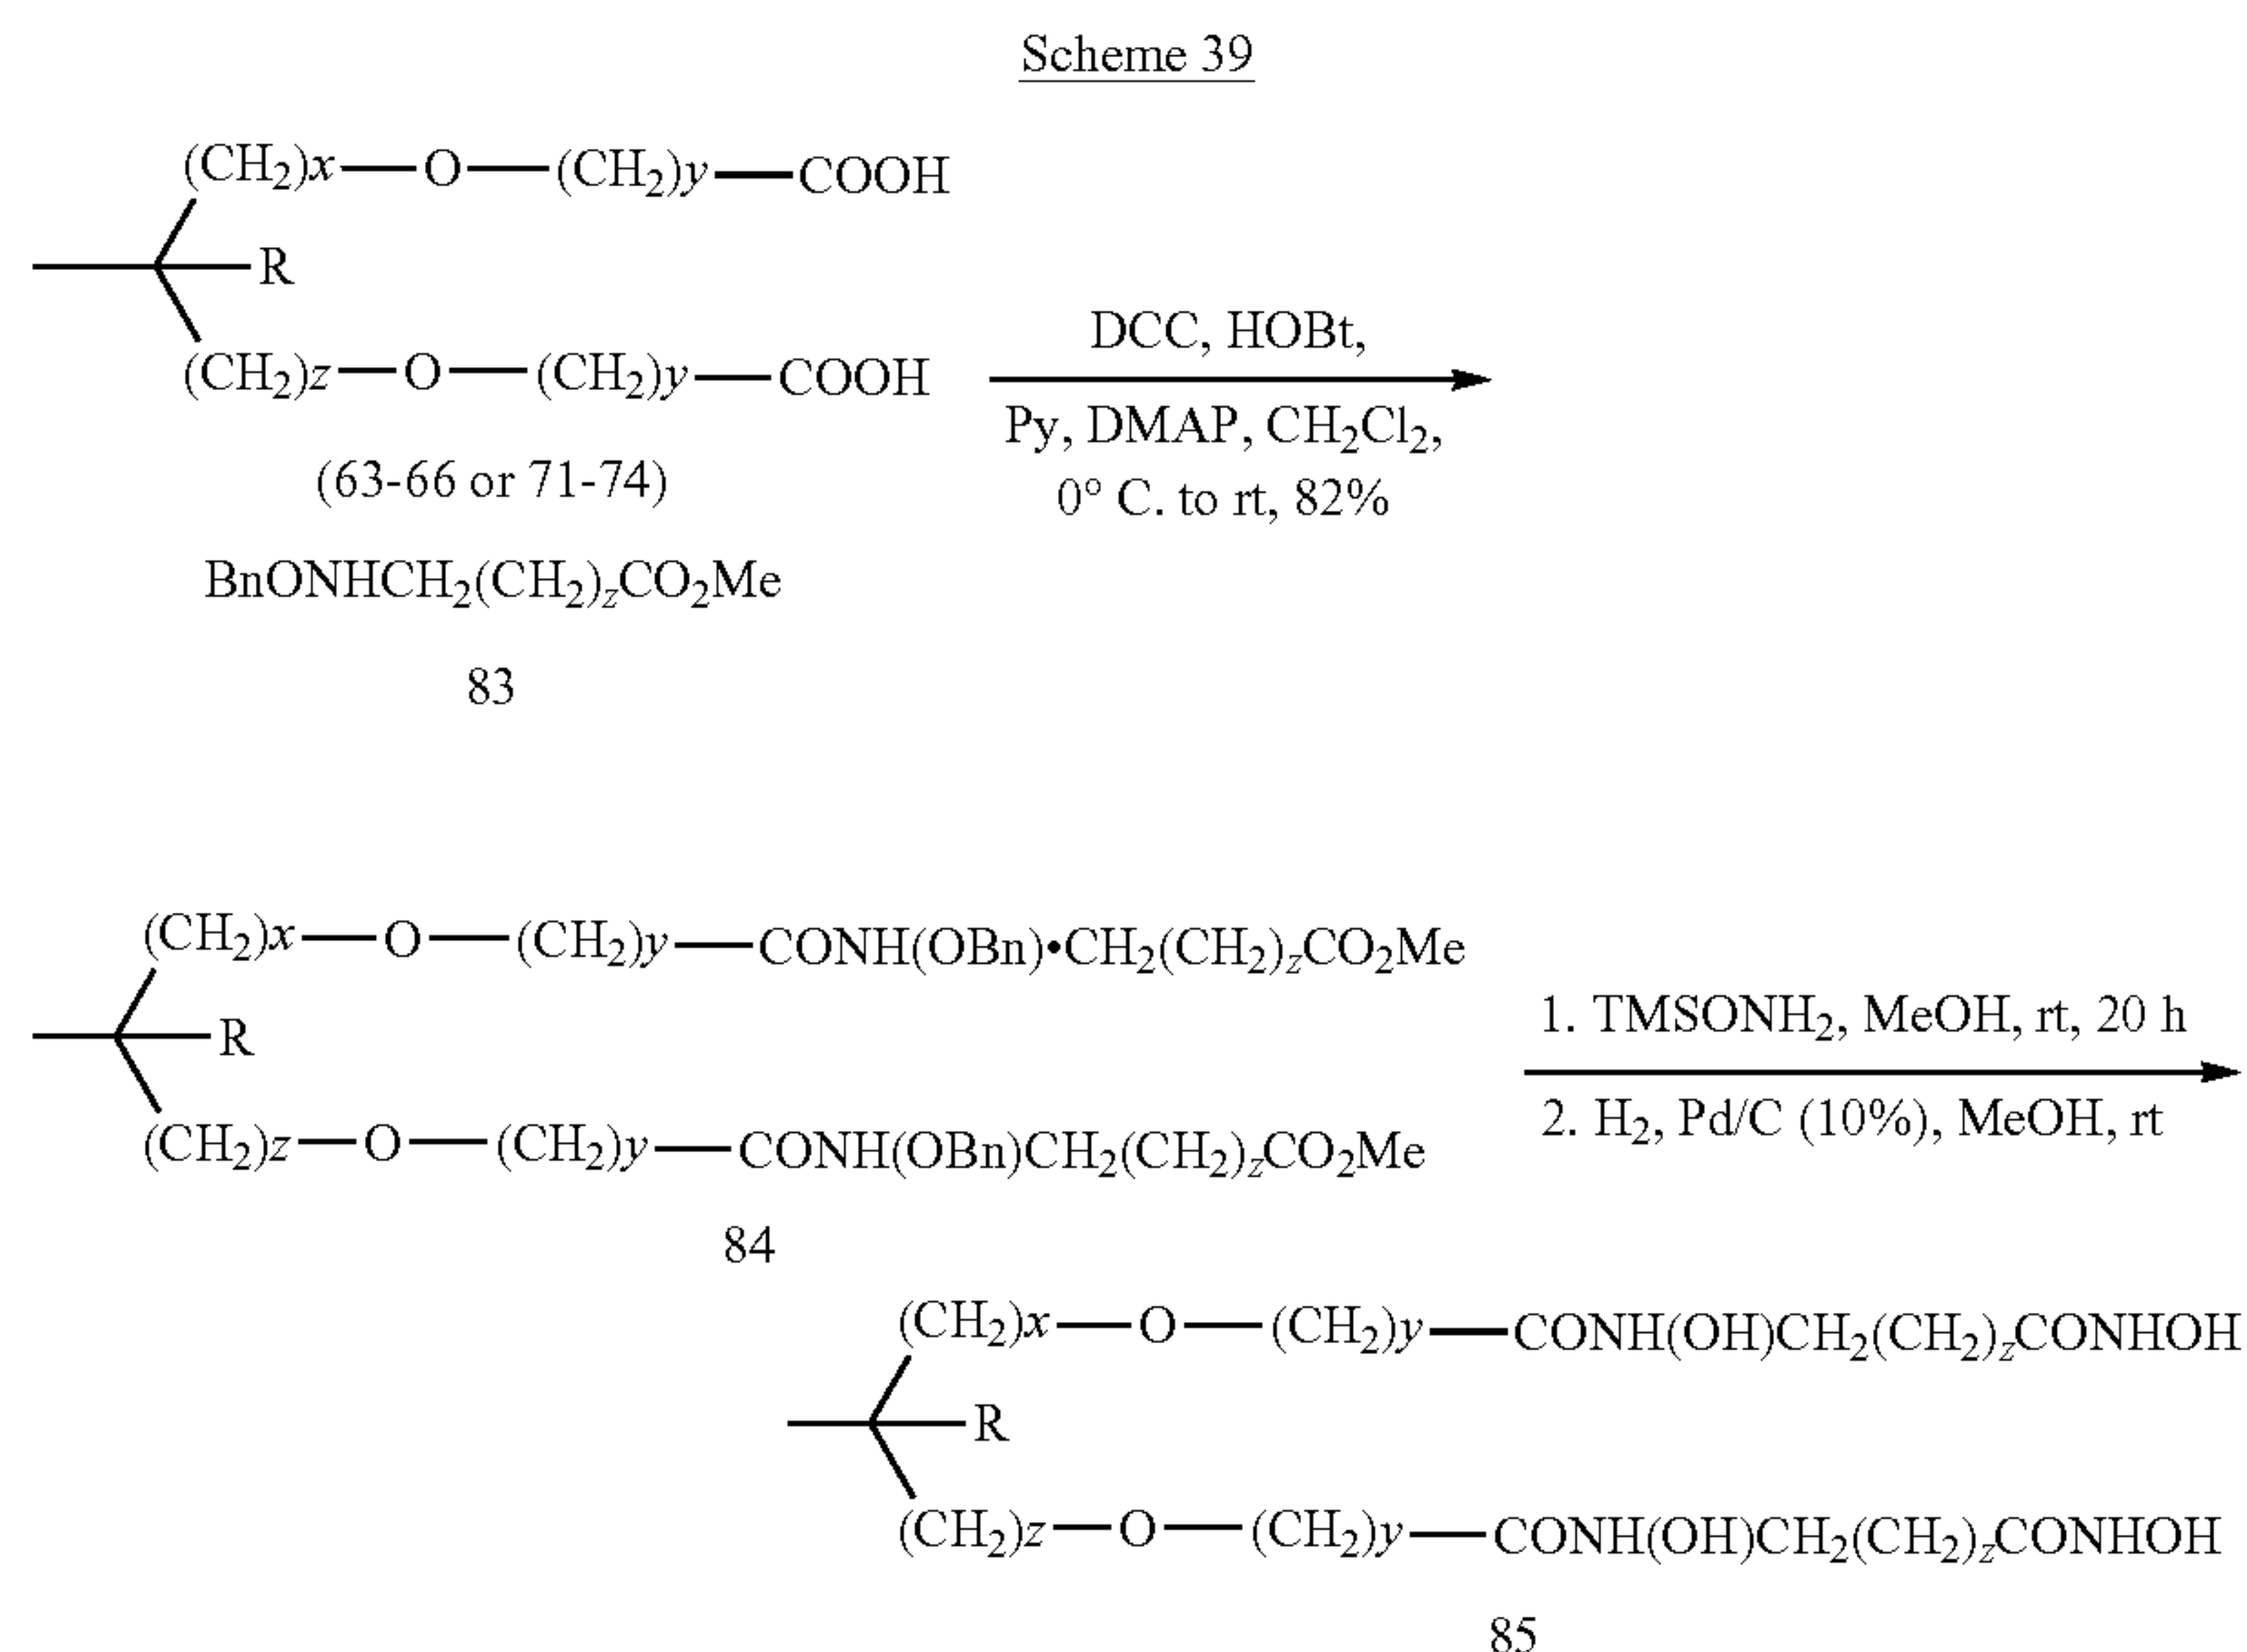 Scheme 39
(CH₂)x—O—(CH₂)y—COOH
R
(CH₂)z—O—(CH₂)y—COOH
(63-66 or 71-74)
BnONHCH₂(CH₂)zCO₂Me
83
DCC, HOBt,
Py, DMAP, CH₂Cl₂,
0° C. to rt, 82%
(CH₂)x—O—(CH₂)y—CONH(OBn)•CH₂(CH₂)zCO₂Me
R
(CH₂)z—O—(CH₂)y—CONH(OBn)CH₂(CH₂)zCO₂Me
84
1. TMSONH₂, MeOH, rt, 20 h
2. H₂, Pd/C (10%), MeOH, rt
(CH₂)x—O—(CH₂)y—CONH(OH)CH₂(CH₂)zCONHOH
R
(CH₂)z—O—(CH₂)y—CONH(OH)CH₂(CH₂)zCONHOH
85